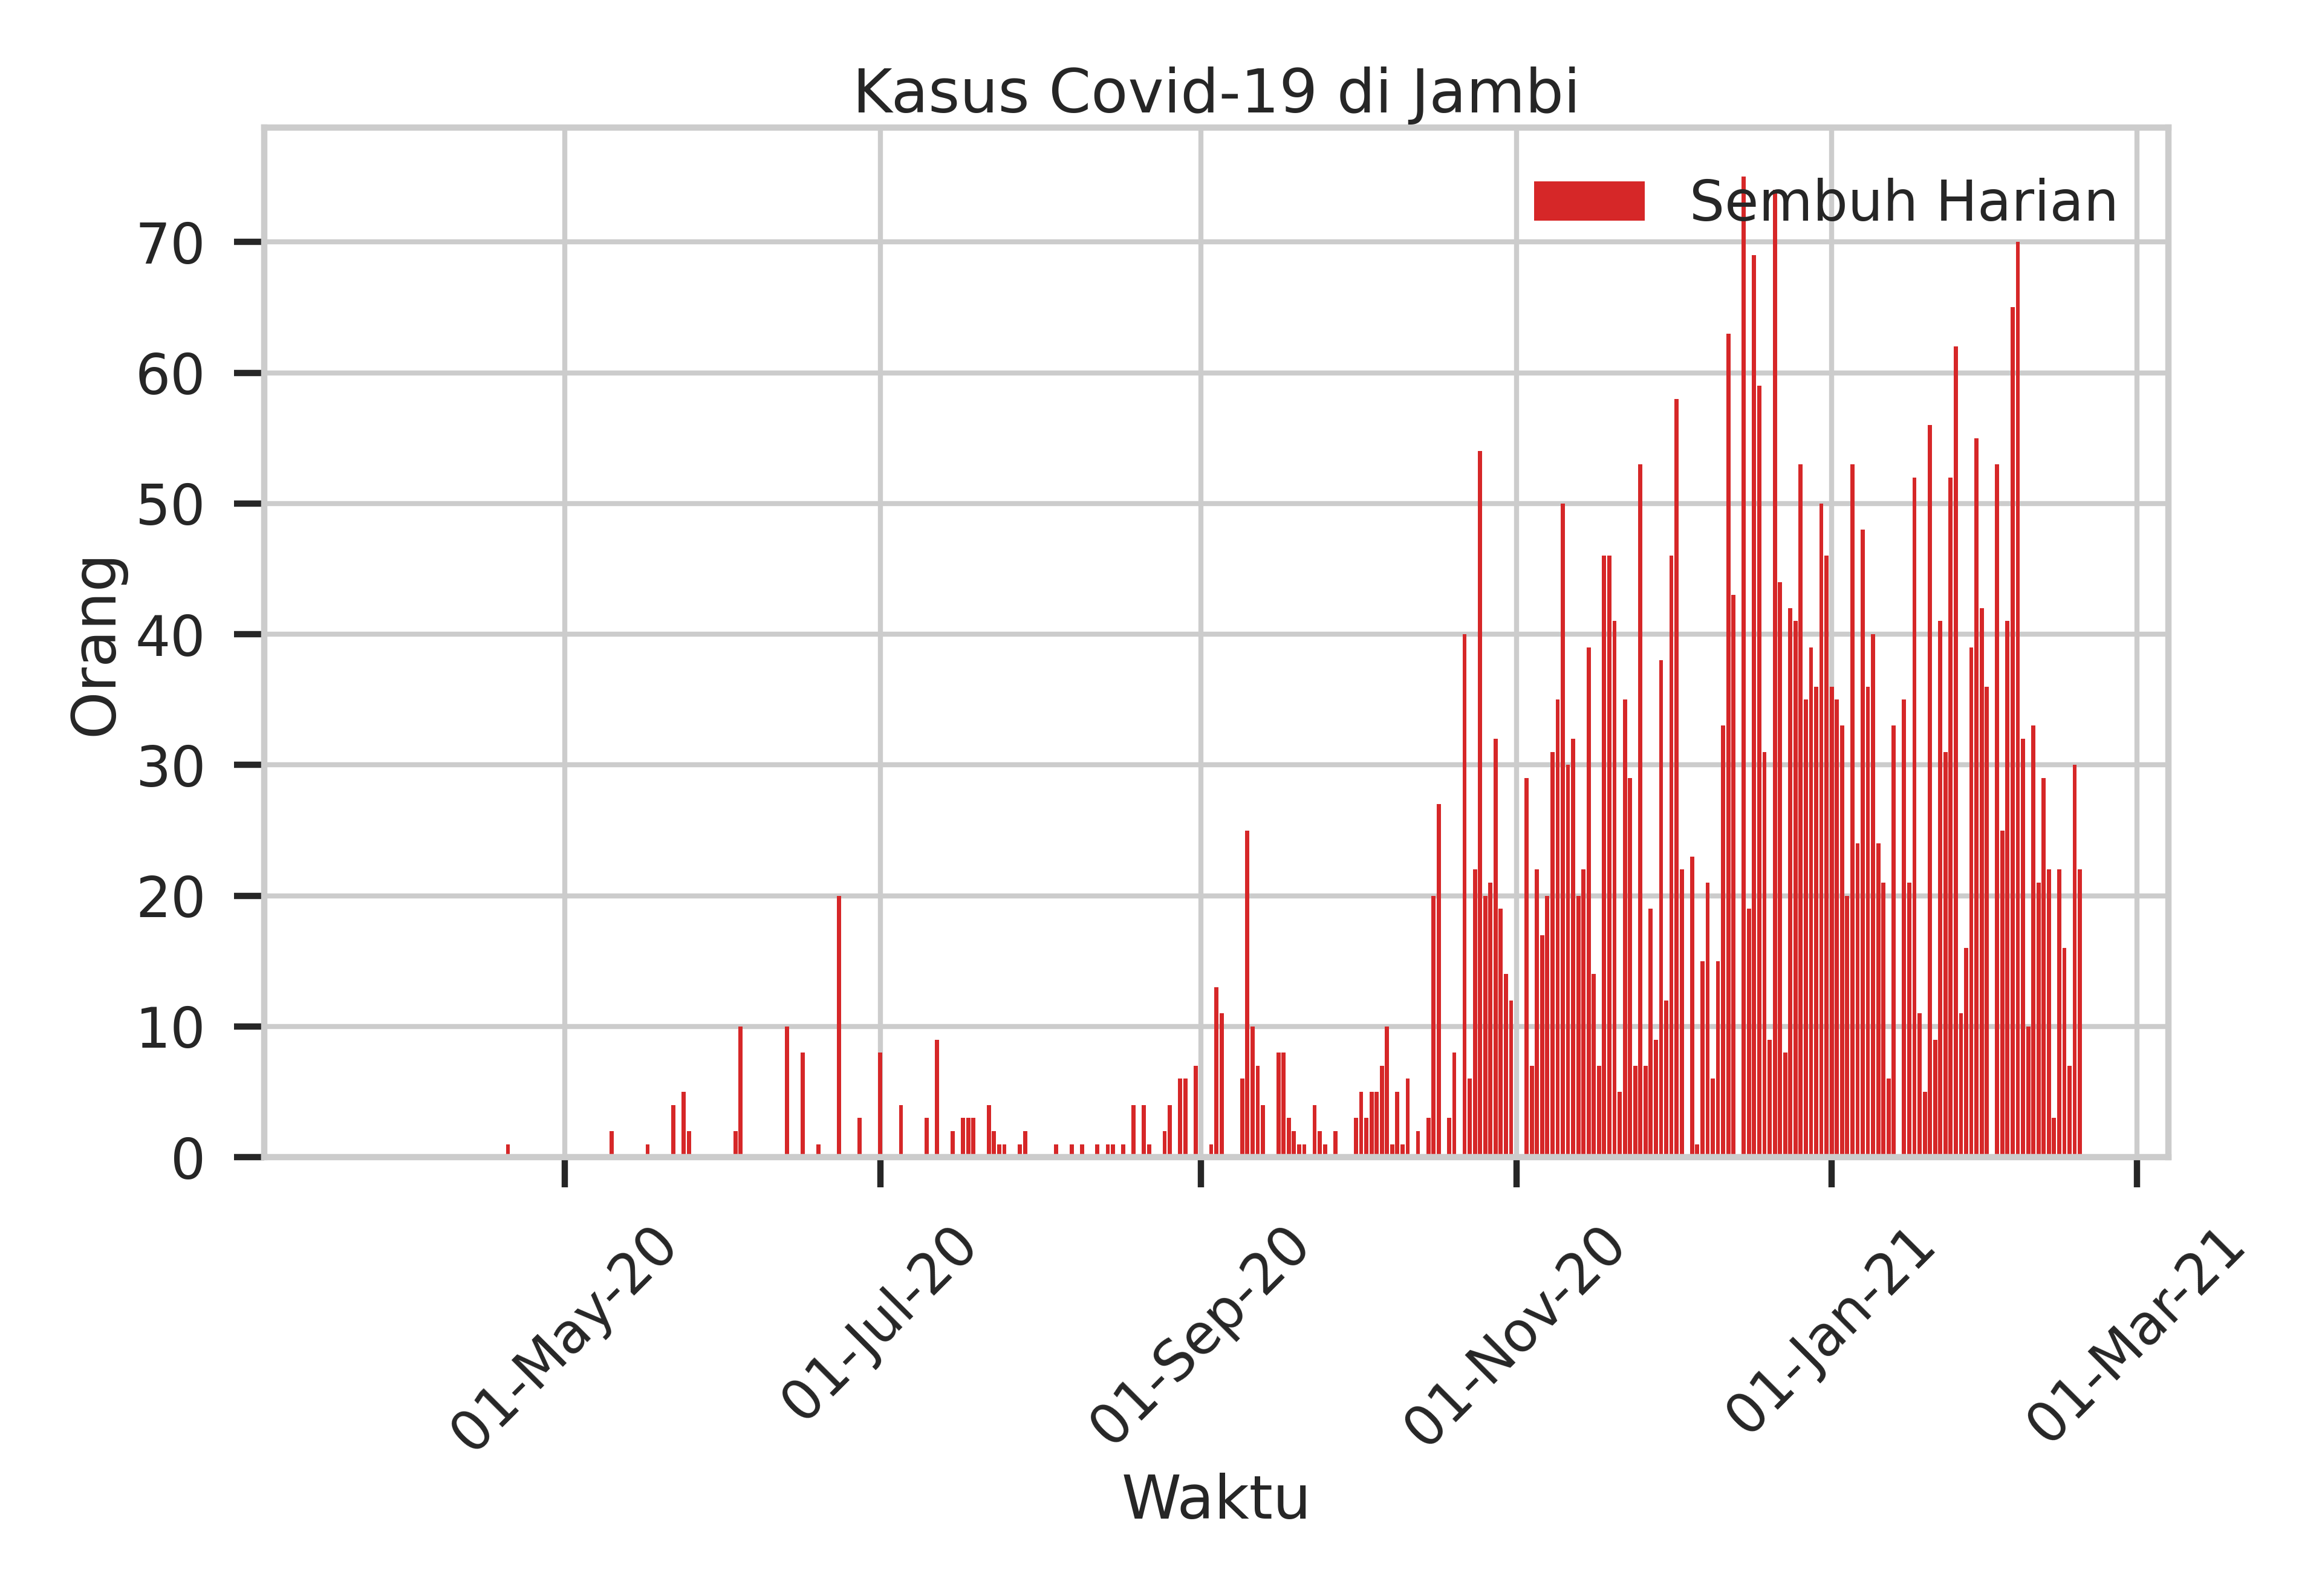 Kasus Covid-19 di Jambi
Sembuh Harian
Orang
70
60
50
40
30
20
10
0
01-May-20
01-Jul-20
01-Sep-20
01-Nov-20
01-Jan-21
01-Mar-21
Waktu